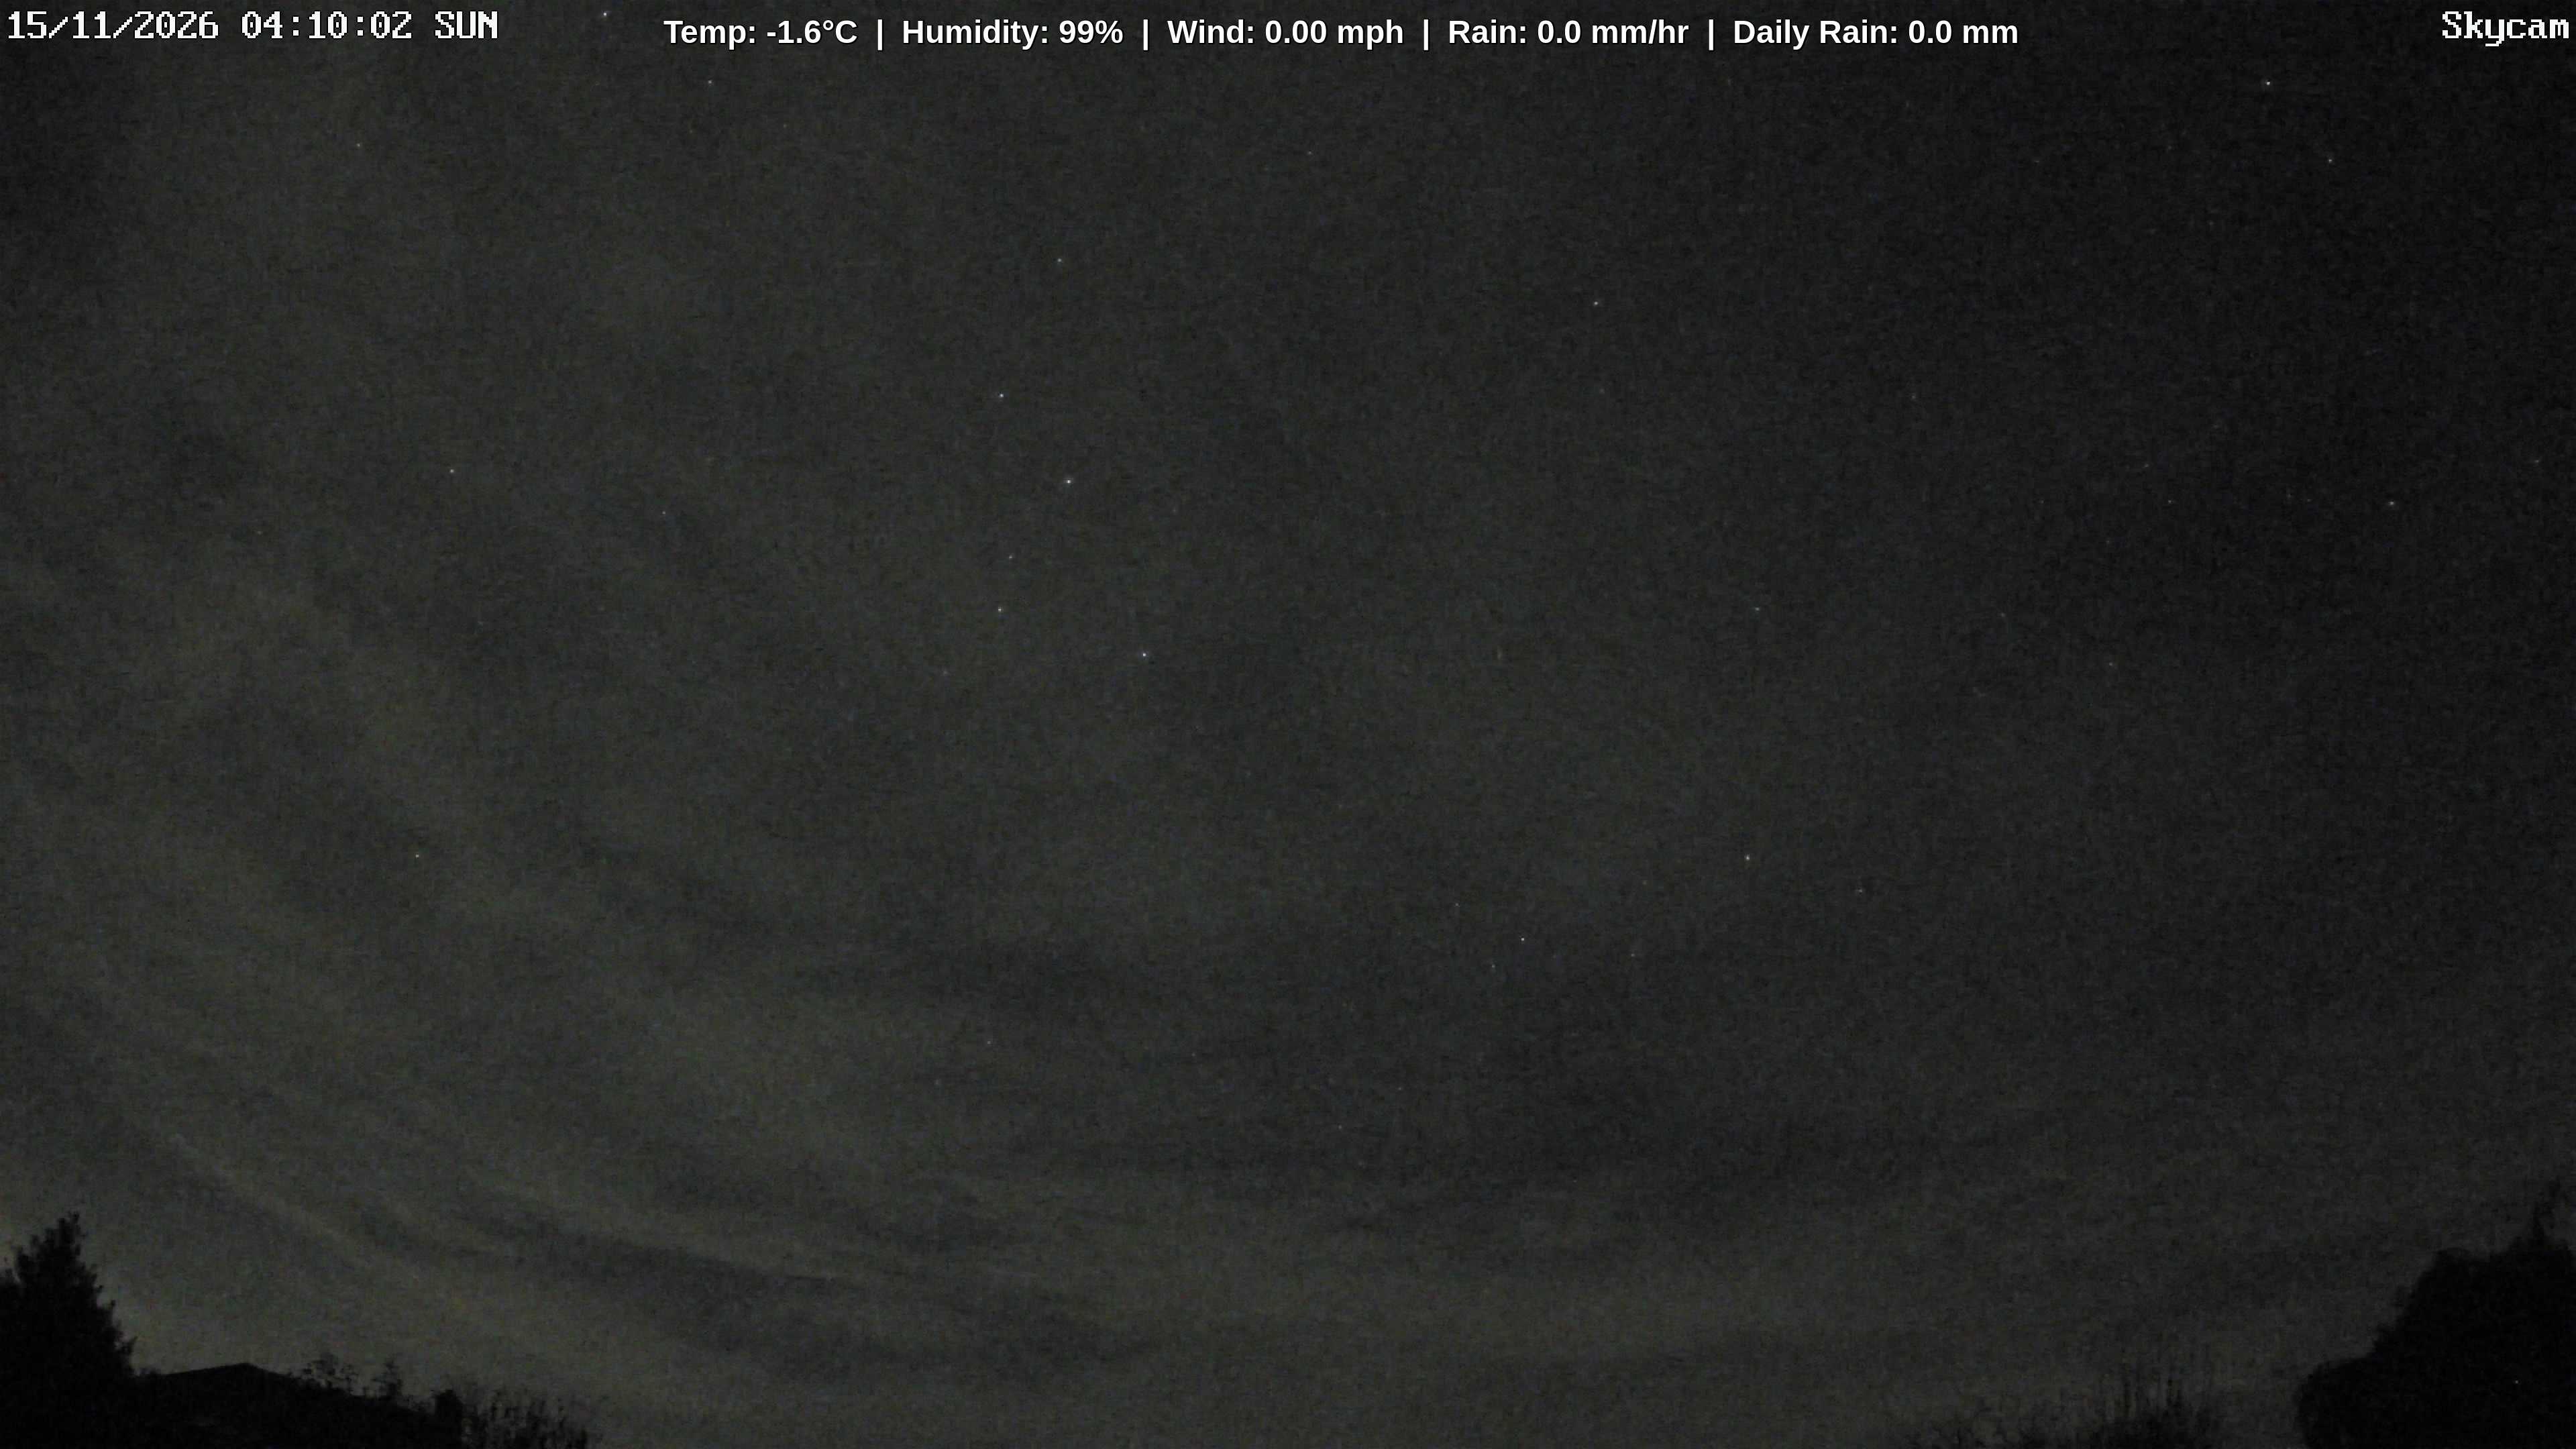 15/11/2026 04:10:02 SUN
Temp: -1.6°C | Humidity: 99% | Wind: 0.00 mph | Rain: 0.0 mm/hr | Daily Rain: 0.0 mm
Skycam